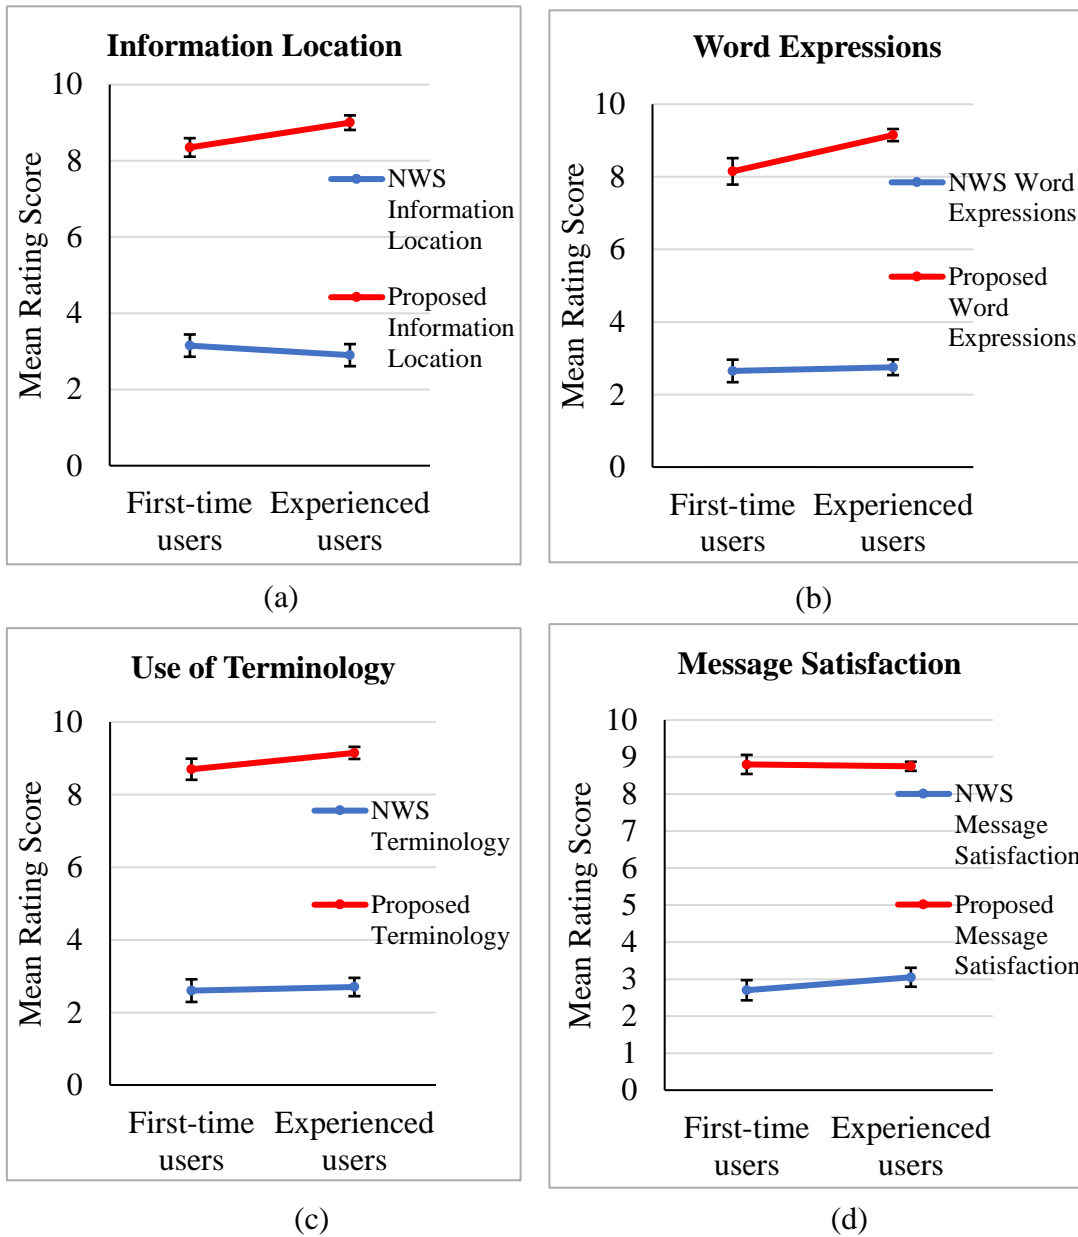 Information Location
Mean Rating Score
10
8
6
4
2
0
NWS
Information
Location
Proposed
Information
Location
First-time
users
Experienced
users
(a)
Word Expressions
Mean Rating Score
10
8
6
4
2
0
NWS Word
Expressions
Proposed
Word
Expressions
First-time
users
Experienced
users
(b)
Use of Terminology
Mean Rating Score
10
8
6
4
2
0
NWS
Terminology
Proposed
Terminology
First-time
users
Experienced
users
(c)
Message Satisfaction
Mean Rating Score
10
9
8
7
6
5
4
3
2
1
0
NWS
Message
Satisfaction
Proposed
Message
Satisfaction
First-time
users
Experienced
users
(d)